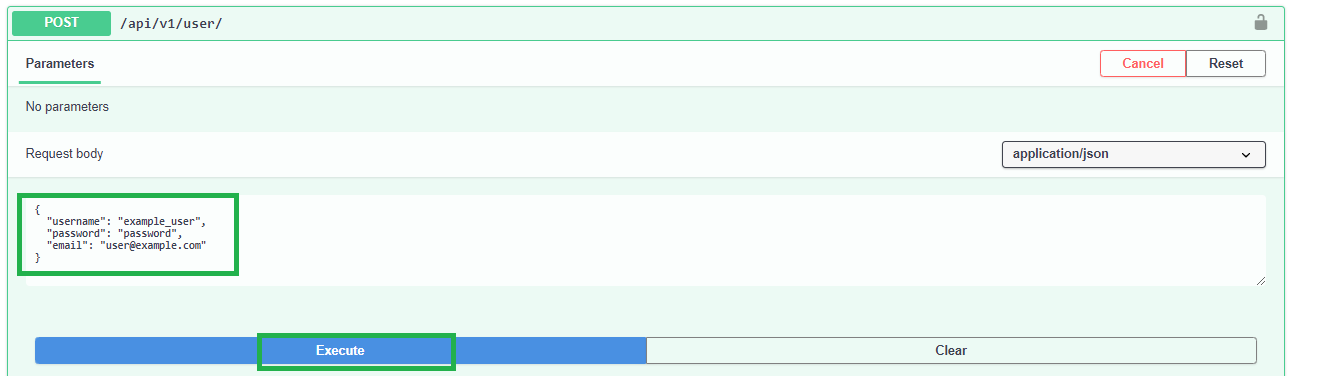 POST /api/v1/user/
Parameters
Cancel
Reset
No parameters
Request body
application/json
{
  "username": "example_user",
  "password": "password",
  "email": "user@example.com"
}
Execute
Clear